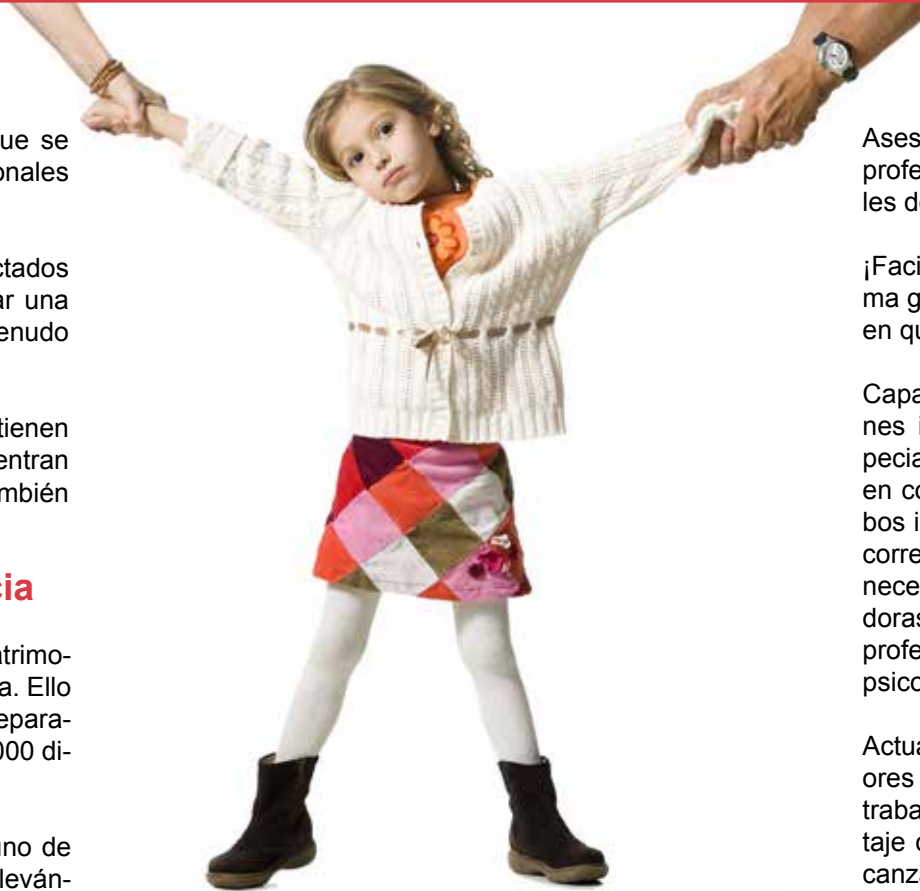 ue se
onales
ctados
ar una
enudo
tienen
entran
mbién
cia
atrimo-
a. Ello
epara-
000 di-
no de
leván-
Ases
profe
les de
¡Faci
ma g
en qu
Capa
nes i
pecia
en co
bos i
corre
nece
doras
profe
psico
Actua
ores
traba
taje c
canz